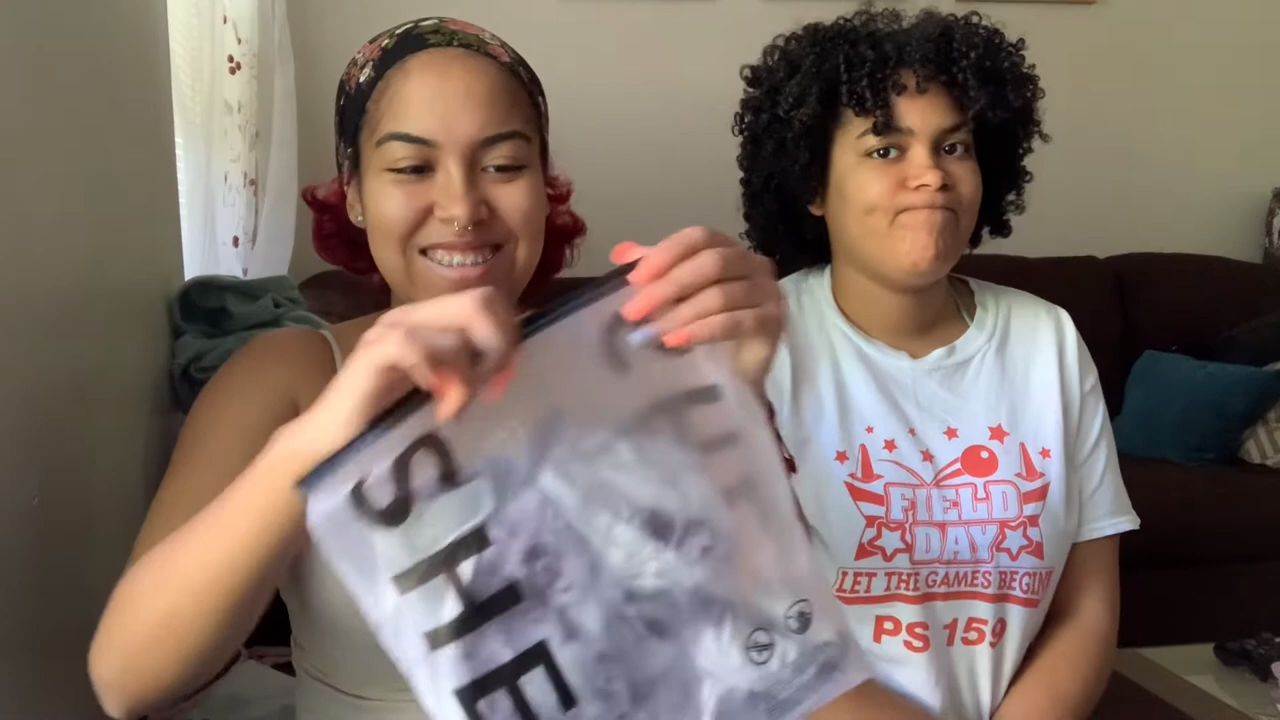 SHE
FIELD
DAY
LET THE GAMES BEGIN
PS 159